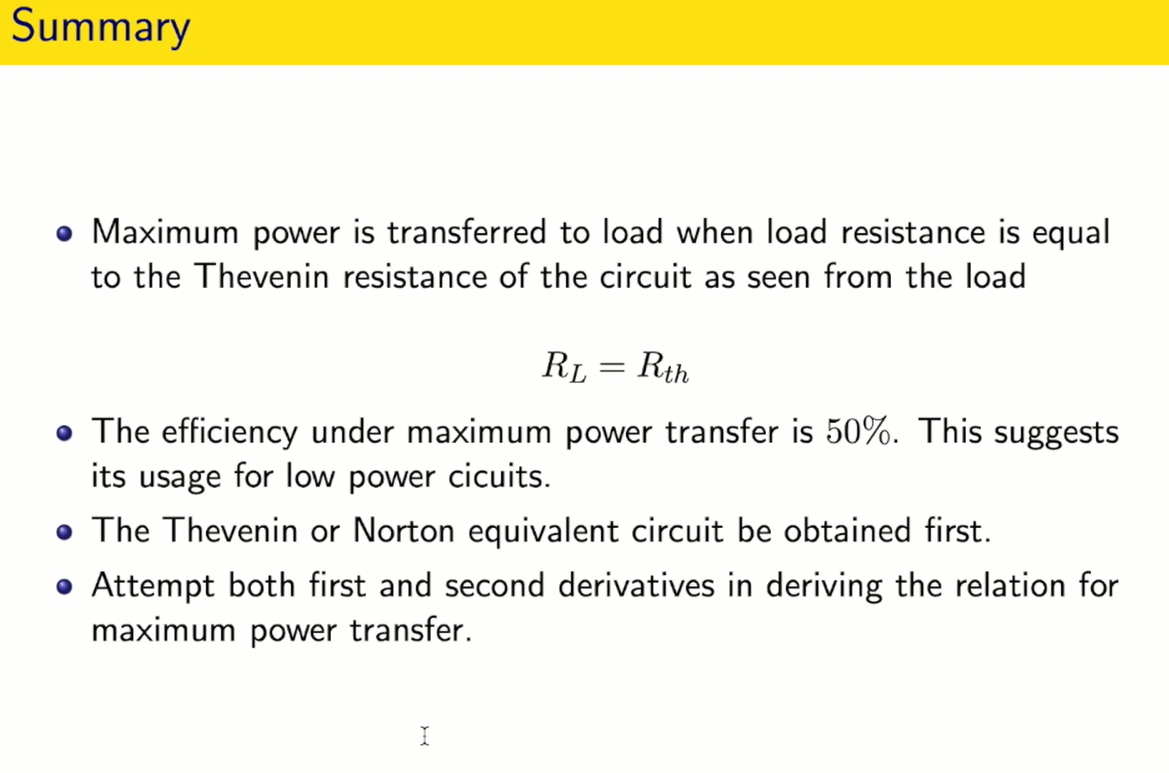 Summary
Maximum power is transferred to load when load resistance is equal
to the Thevenin resistance of the circuit as seen from the load
R_L = R_{th}
The efficiency under maximum power transfer is 50%. This suggests
its usage for low power cicuits.
The Thevenin or Norton equivalent circuit be obtained first.
Attempt both first and second derivatives in deriving the relation for
maximum power transfer.